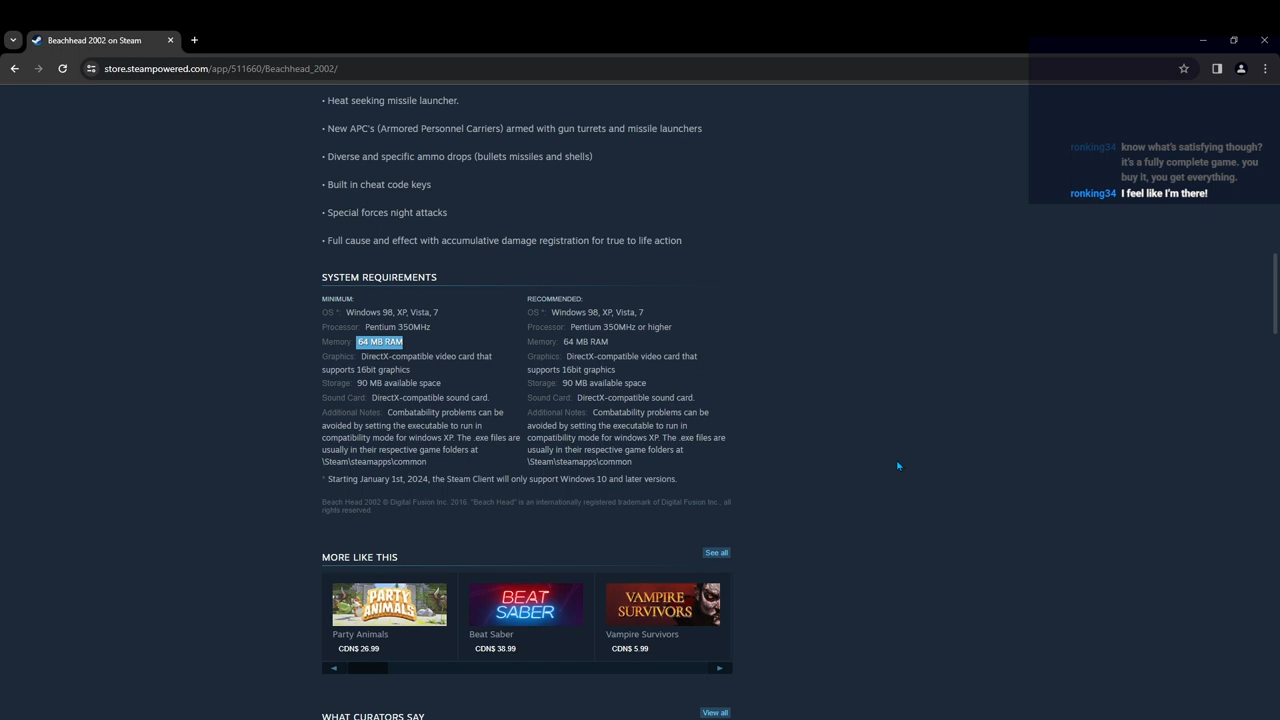 Beachhead 2002 on Steam
store.steampowered.com/app/511660/Beachhead_2002/
• Heat seeking missile launcher.
ronking34 know what's satisfying though?
it's a fully complete game. you
buy it, you get everything.
ronking34 I feel like I'm there!
• New APC's (Armored Personnel Carriers) armed with gun turrets and missile launchers
• Diverse and specific ammo drops (bullets missiles and shells)
• Built in cheat code keys
• Special forces night attacks
• Full cause and effect with accumulative damage registration for true to life action
SYSTEM REQUIREMENTS
MINIMUM:
OS *: Windows 98, XP, Vista, 7
Processor: Pentium 350MHz
Memory: 64 MB RAM
Graphics: DirectX-compatible video card that
supports 16bit graphics
Storage: 90 MB available space
Sound Card: DirectX-compatible sound card.
Additional Notes: Combatability problems can be
avoided by setting the executable to run in
compatibility mode for windows XP. The .exe files are
usually in their respective game folders at
\Steam\steamapps\common
RECOMMENDED:
OS *: Windows 98, XP, Vista, 7
Processor: Pentium 350MHz or higher
Memory: 64 MB RAM
Graphics: DirectX-compatible video card that
supports 16bit graphics
Storage: 90 MB available space
Sound Card: DirectX-compatible sound card.
Additional Notes: Combatability problems can be
avoided by setting the executable to run in
compatibility mode for windows XP. The .exe files are
usually in their respective game folders at
\Steam\steamapps\common
* Starting January 1st, 2024, the Steam Client will only support Windows 10 and later versions.
Beach Head 2002 © Digital Fusion Inc. 2016. "Beach Head" is an internationally registered trademark of Digital Fusion Inc., all
rights reserved.
MORE LIKE THIS
See all
PARTY
ANIMALS
Party Animals
CDN$ 26.99
BEAT
SABER
Beat Saber
CDN$ 38.99
VAMPIRE
SURVIVORS
Vampire Survivors
CDN$ 5.99
WHAT CURATORS SAY
View all